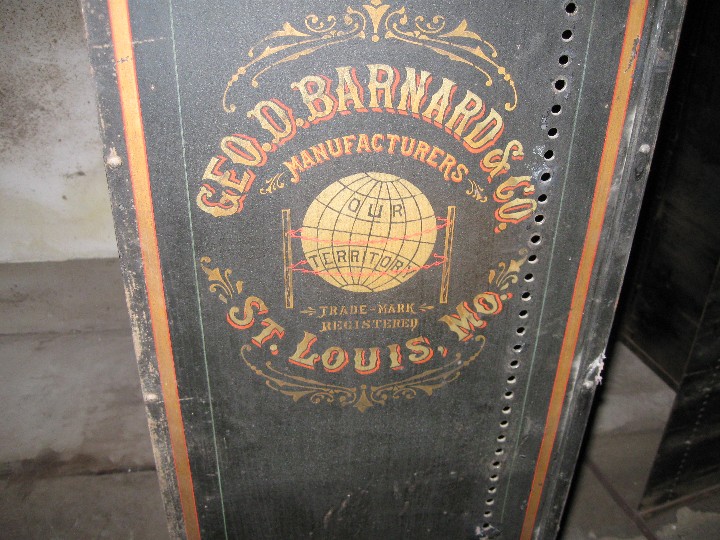 GEO. D. BARNARD & CO.
MANUFACTURERS
OUR
TERRITORY
TRADE-MARK
REGISTERED
ST. LOUIS, MO.